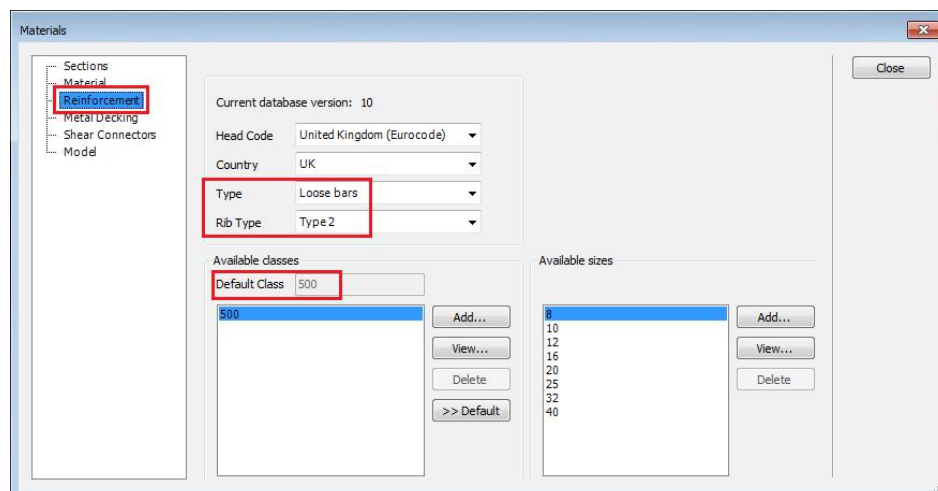 Materials
Sections
Material
Reinforcement
Metal Decking
Shear Connectors
Model
Close
Current database version: 10
Head Code United Kingdom (Eurocode)
Country UK
Type Loose bars
Rib Type Type 2
Available classes
Default Class 500
500
Add...
View...
Delete
>> Default
Available sizes
8
10
12
16
20
25
32
40
Add...
View...
Delete